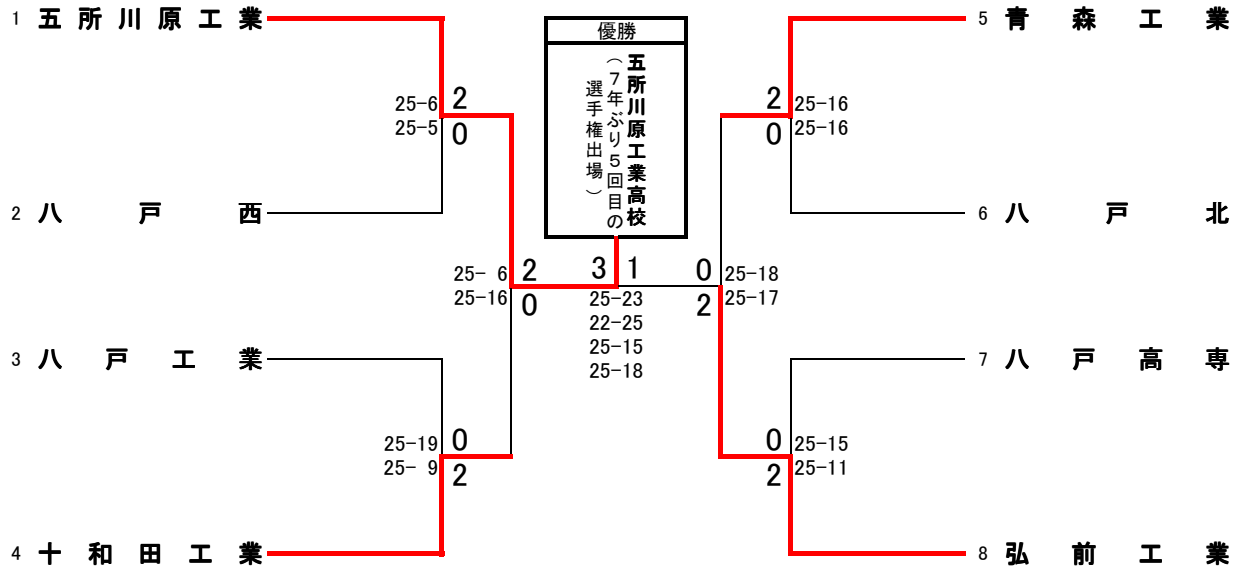 1 五所川原工業
25-6 2
25-5 0
2 八戸西
3 八戸工業
25-19 0
25- 9 2
4 十和田工業
25- 6 2
25-16 0
優勝
五所川原工業高校
（７年ぶり５回目の
選手権出場）
3 1
25-23
22-25
25-15
25-18
0 25-18
2 25-17
5 青森工業
2 25-16
0 25-16
6 八戸北
7 八戸高専
0 25-15
2 25-11
8 弘前工業